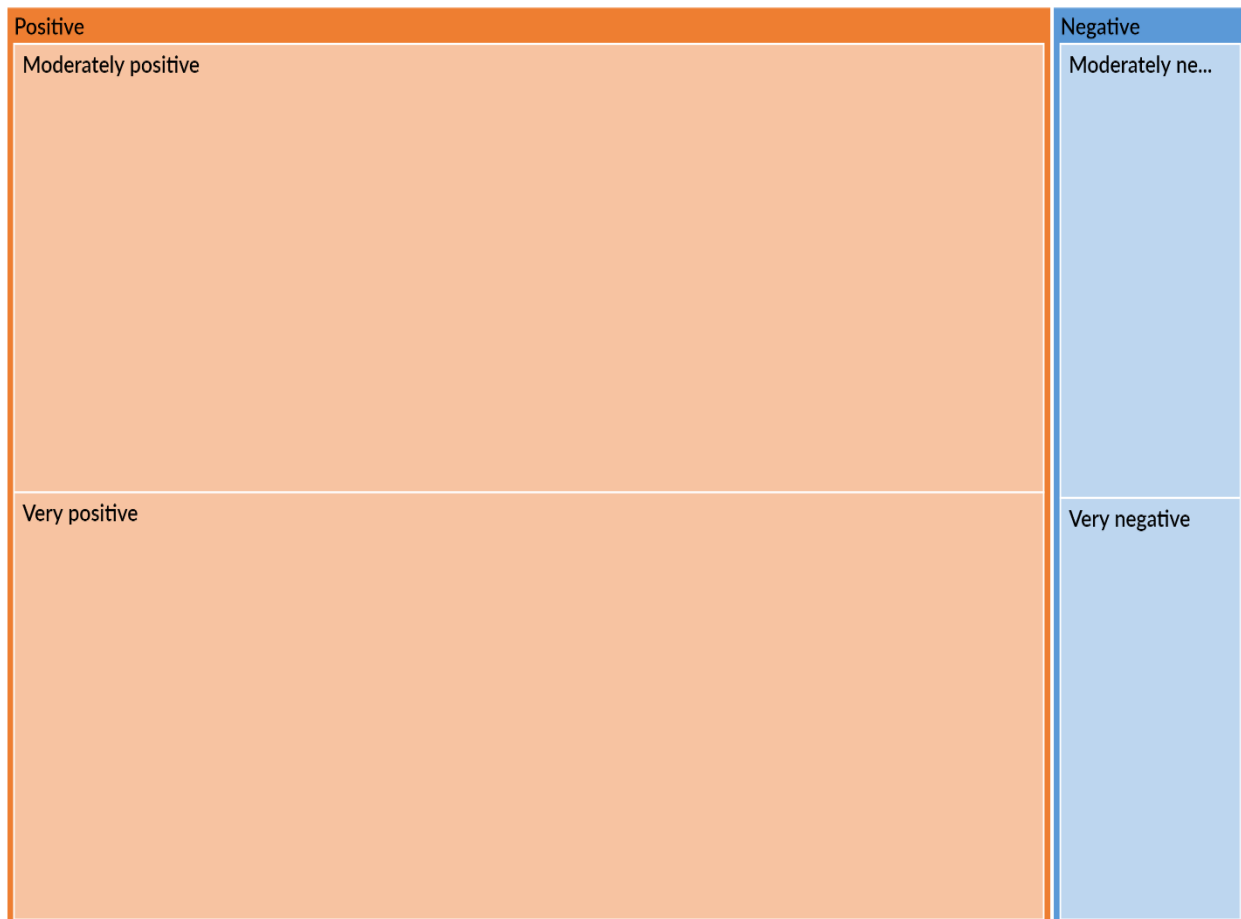 Positive
Moderately positive
Very positive
Negative
Moderately ne...
Very negative